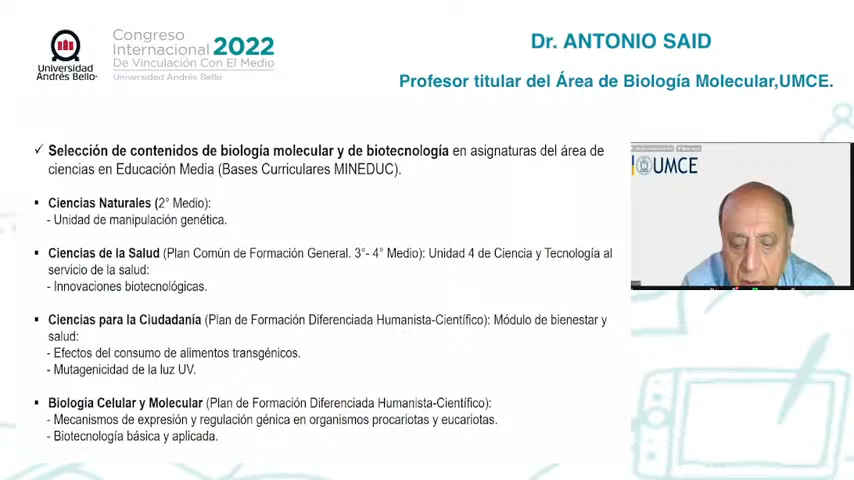 Universidad
Andrés Bello
Congreso
Internacional 2022
De Vinculación Con El Medio
Universidad Andrés Bello
Dr. ANTONIO SAID
Profesor titular del Área de Biología Molecular,UMCE.
✓ Selección de contenidos de biología molecular y de biotecnología en asignaturas del área de
ciencias en Educación Media (Bases Curriculares MINEDUC).
▪ Ciencias Naturales (2° Medio):
- Unidad de manipulación genética.
▪ Ciencias de la Salud (Plan Común de Formación General. 3°- 4° Medio): Unidad 4 de Ciencia y Tecnología al
servicio de la salud:
- Innovaciones biotecnológicas.
▪ Ciencias para la Ciudadanía (Plan de Formación Diferenciada Humanista-Científico): Módulo de bienestar y
salud:
- Efectos del consumo de alimentos transgénicos.
- Mutagenicidad de la luz UV.
▪ Biología Celular y Molecular (Plan de Formación Diferenciada Humanista-Científico):
- Mecanismos de expresión y regulación génica en organismos procariotas y eucariotas.
- Biotecnología básica y aplicada.
UMCE